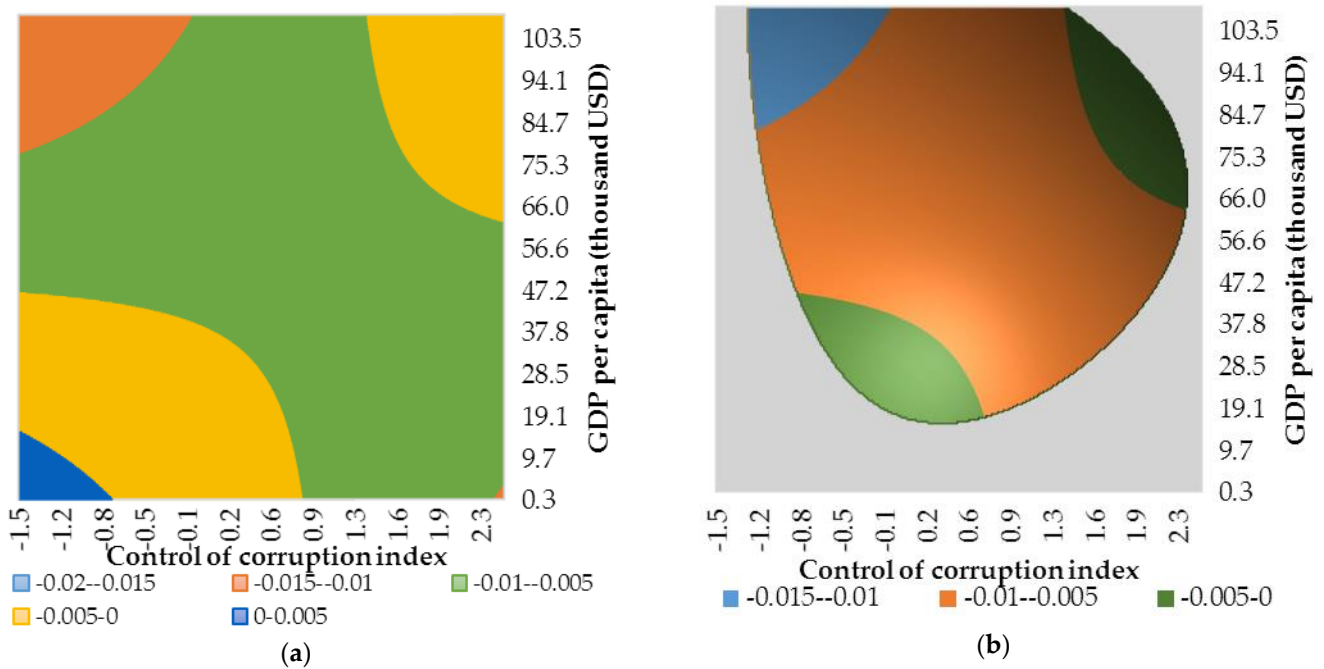 103.5
94.1
84.7
75.3
66.0
56.6
47.2
37.8
28.5
19.1
9.7
0.3
GDP per capita (thousand USD)
-1.5 -1.2 -0.8 -0.5 -0.1 0.2 0.6 0.9 1.3 1.6 1.9 2.3
Control of corruption index
-0.02--0.015 -0.015--0.01 -0.01--0.005
-0.005-0 0-0.005
(a)
103.5
94.1
84.7
75.3
66.0
56.6
47.2
37.8
28.5
19.1
9.7
0.3
GDP per capita (thousand USD)
-1.5 -1.2 -0.8 -0.5 -0.1 0.2 0.6 0.9 1.3 1.6 1.9 2.3
Control of corruption index
-0.015--0.01 -0.01--0.005 -0.005-0
(b)